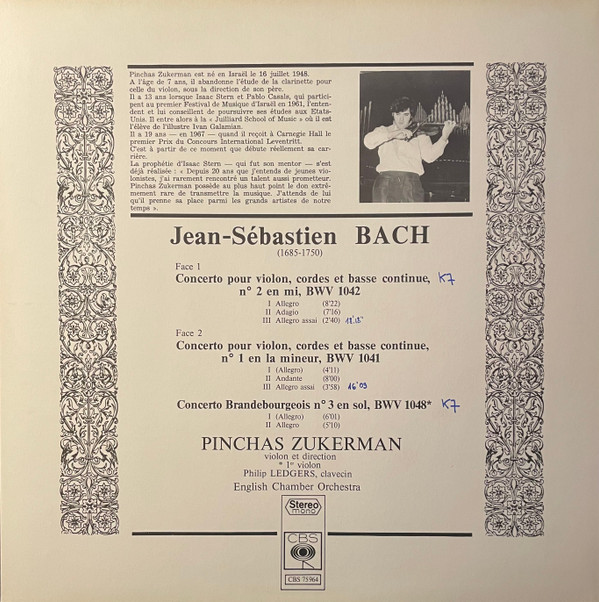 Pinchas Zukerman est né en Israël le 16 juillet 1948.
A l'âge de 7 ans, il abandonne l'étude de la clarinette pour
celle du violon, sous la direction de son père.
Il a 13 ans lorsque Isaac Stern et Pablo Casals, qui partici-
pent au premier Festival de Musique d'Israël en 1961, l'enten-
dent et lui conseillent de poursuivre ses études aux Etats-
Unis. Il entre alors à la « Juilliard School of Music » où il est
l'élève de l'illustre Ivan Galamian.
Il a 19 ans — en 1967 — quand il reçoit à Carnegie Hall le
premier Prix du Concours International Leventritt.
C'est à partir de ce moment que débute réellement sa car-
rière.
La prophétie d'Isaac Stern — qui fut son mentor — s'est
déjà réalisée : « Depuis 20 ans que j'entends de jeunes vio-
lonistes, j'ai rarement rencontré un talent aussi prometteur.
Pinchas Zukerman possède au plus haut point le don extrê-
mement rare de transmettre la musique. J'attends de lui
qu'il prenne sa place parmi les grands artistes de notre
temps ».
Jean-Sébastien BACH
(1685-1750)
Face 1
Concerto pour violon, cordes et basse continue, K7
n° 2 en mi, BWV 1042
I Allegro (8'22)
II Adagio (7'16)
III Allegro assai (2'40)
Face 2
Concerto pour violon, cordes et basse continue,
n° 1 en la mineur, BWV 1041
I (Allegro) (4'11)
II Andante (8'00)
III Allegro assai (3'58) 16'09
Concerto Brandebourgeois n° 3 en sol, BWV 1048* K7
I (Allegro) (6'01)
II Allegro (5'10)
PINCHAS ZUKERMAN
violon et direction
* 1er violon
Philip LEDGERS, clavecin
English Chamber Orchestra
Stereo
mono
CBS
CBS 75964